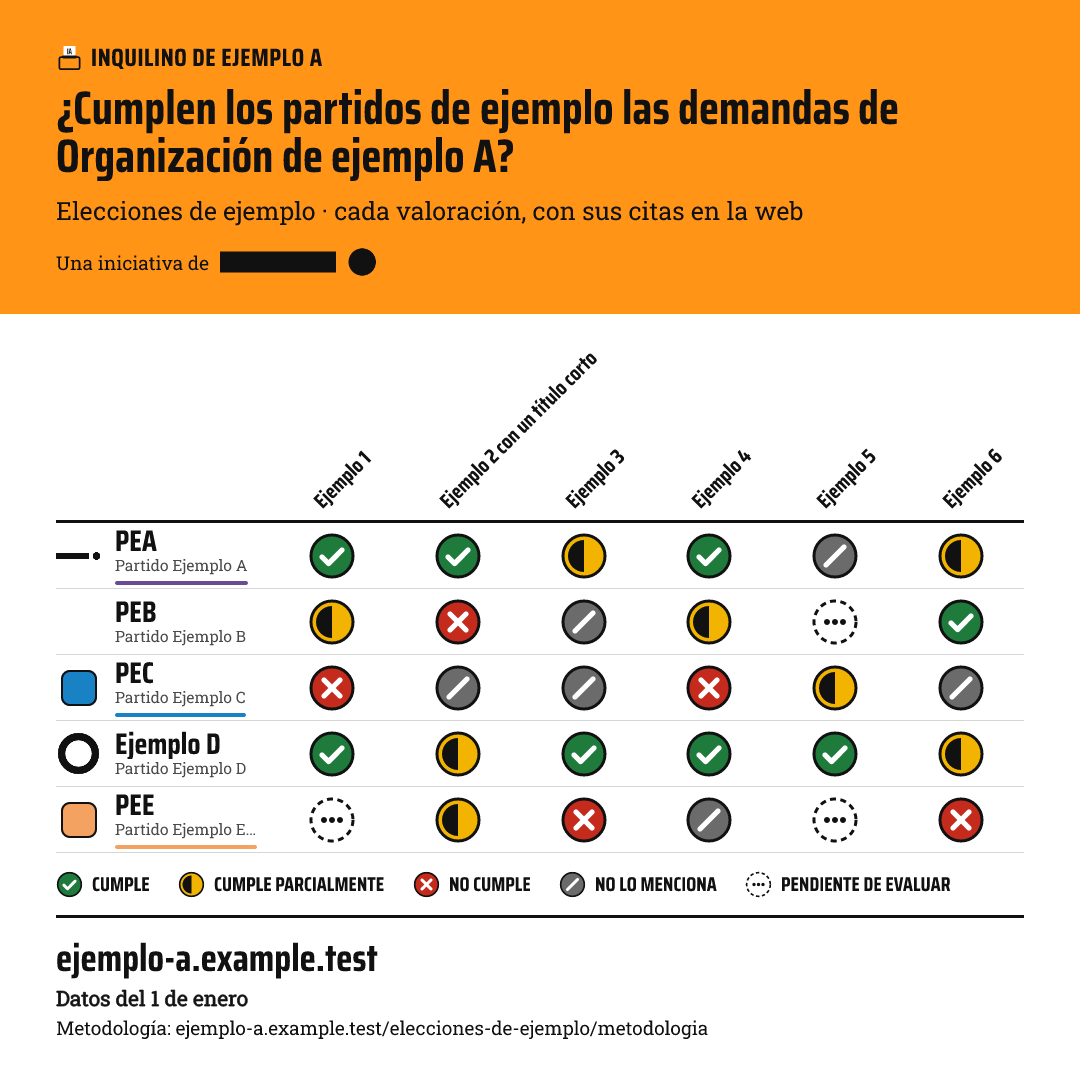 INQUILINO DE EJEMPLO A
¿Cumplen los partidos de ejemplo las demandas de
Organización de ejemplo A?
Elecciones de ejemplo · cada valoración, con sus citas en la web
Una iniciativa de
Ejemplo 1
Ejemplo 2 con un título corto
Ejemplo 3
Ejemplo 4
Ejemplo 5
Ejemplo 6
PEA
Partido Ejemplo A
PEB
Partido Ejemplo B
PEC
Partido Ejemplo C
Ejemplo D
Partido Ejemplo D
PEE
Partido Ejemplo E…
CUMPLE CUMPLE PARCIALMENTE NO CUMPLE NO LO MENCIONA PENDIENTE DE EVALUAR
ejemplo-a.example.test
Datos del 1 de enero
Metodología: ejemplo-a.example.test/elecciones-de-ejemplo/metodologia